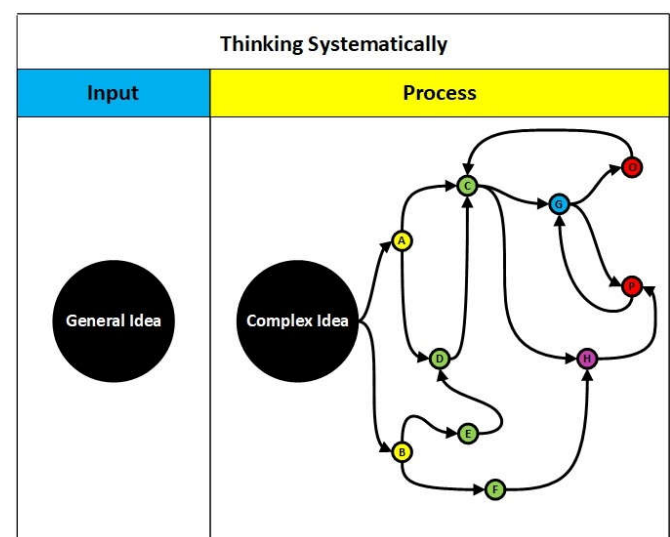 Thinking Systematically
Input
Process
General Idea
Complex Idea
A
B
C
D
E
F
G
H
O
P